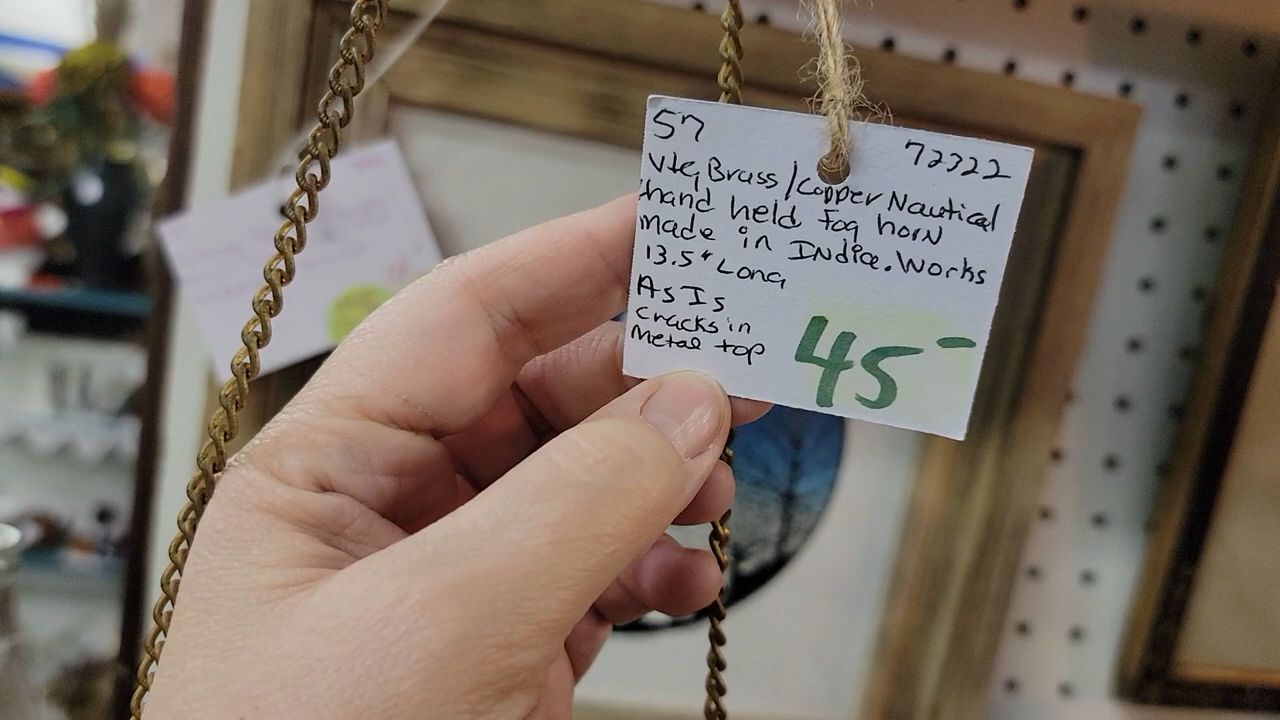 57
72322
Vtg Brass/Copper Nautical
hand held fog horn
made in India. Works
13.5" Long
As Is
Cracks in
Metal top
45-